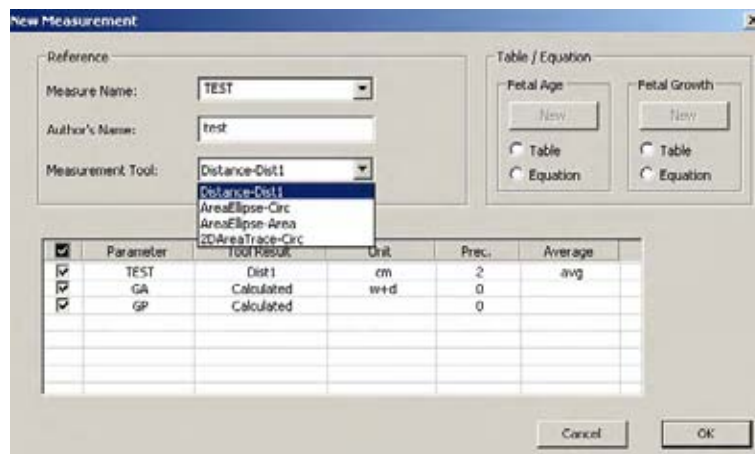 New Measurement
Reference
Measure Name: TEST
Author's Name: test
Measurement Tool: Distance-Dist1
Distance-Dist1
AreaEllipse-Circ
AreaEllipse-Area
2DAreaTrace-Circ
Table / Equation
Fetal Age
New
Table
Equation
Fetal Growth
New
Table
Equation
Parameter Tool Result Unit Prec. Average
TEST Dist1 cm 2 avg
GA Calculated w+d 0
GP Calculated 0
Cancel OK